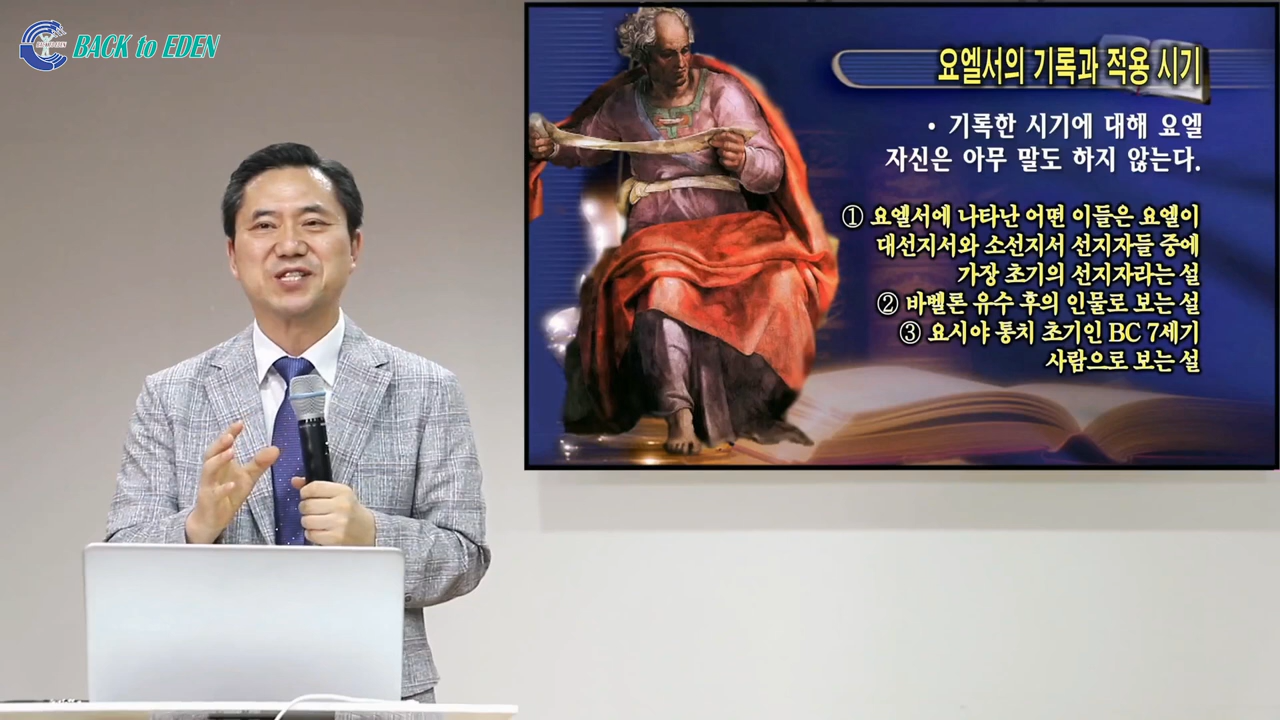 BACK to EDEN
요엘서의 기록과 적용 시기
• 기록한 시기에 대해 요엘
자신은 아무 말도 하지 않는다.
① 요엘서에 나타난 어떤 이들은 요엘이
대선지서와 소선지서 선지자들 중에
가장 초기의 선지자라는 설
② 바벨론 유수 후의 인물로 보는 설
③ 요시야 통치 초기인 BC 7세기
사람으로 보는 설